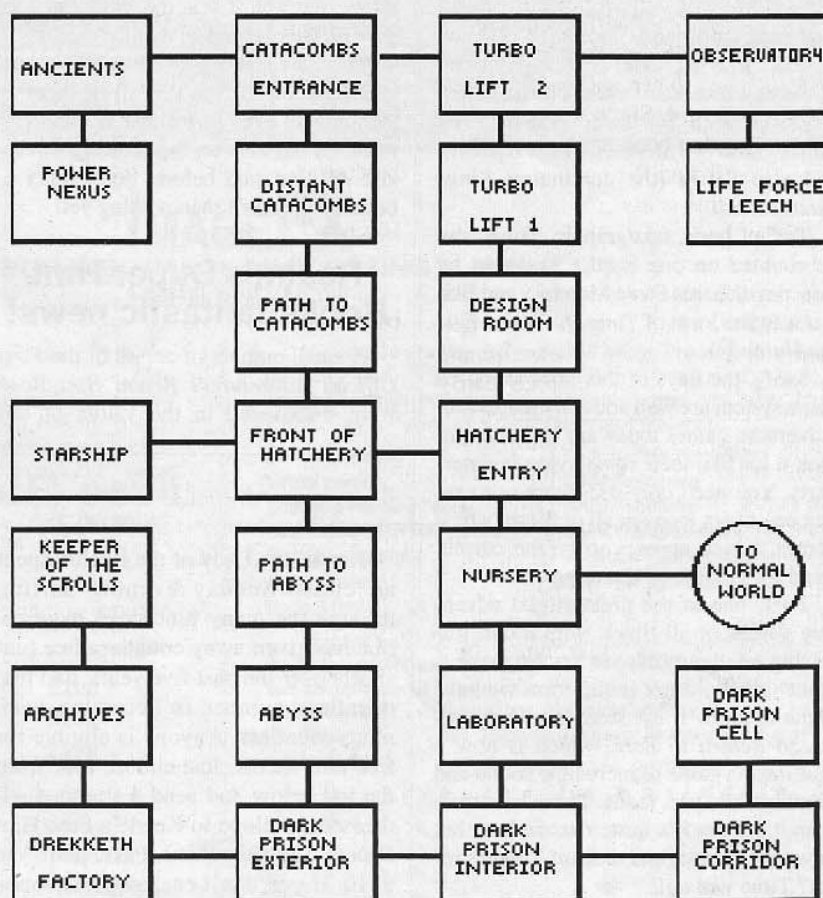 ANCIENTS
CATACOMBS
ENTRANCE
TURBO
LIFT 2
OBSERVATORY
POWER
NEXUS
DISTANT
CATACOMBS
TURBO
LIFT 1
LIFE FORCE
LEECH
PATH TO
CATACOMBS
DESIGN
ROOOM
STARSHIP
FRONT OF
HATCHERY
HATCHERY
ENTRY
KEEPER
OF THE
SCROLLS
PATH TO
ABYSS
NURSERY
TO
NORMAL
WORLD
ARCHIVES
ABYSS
LABORATORY
DARK
PRISON
CELL
DREKKETH
FACTORY
DARK
PRISON
EXTERIOR
DARK
PRISON
INTERIOR
DARK
PRISON
CORRIDOR